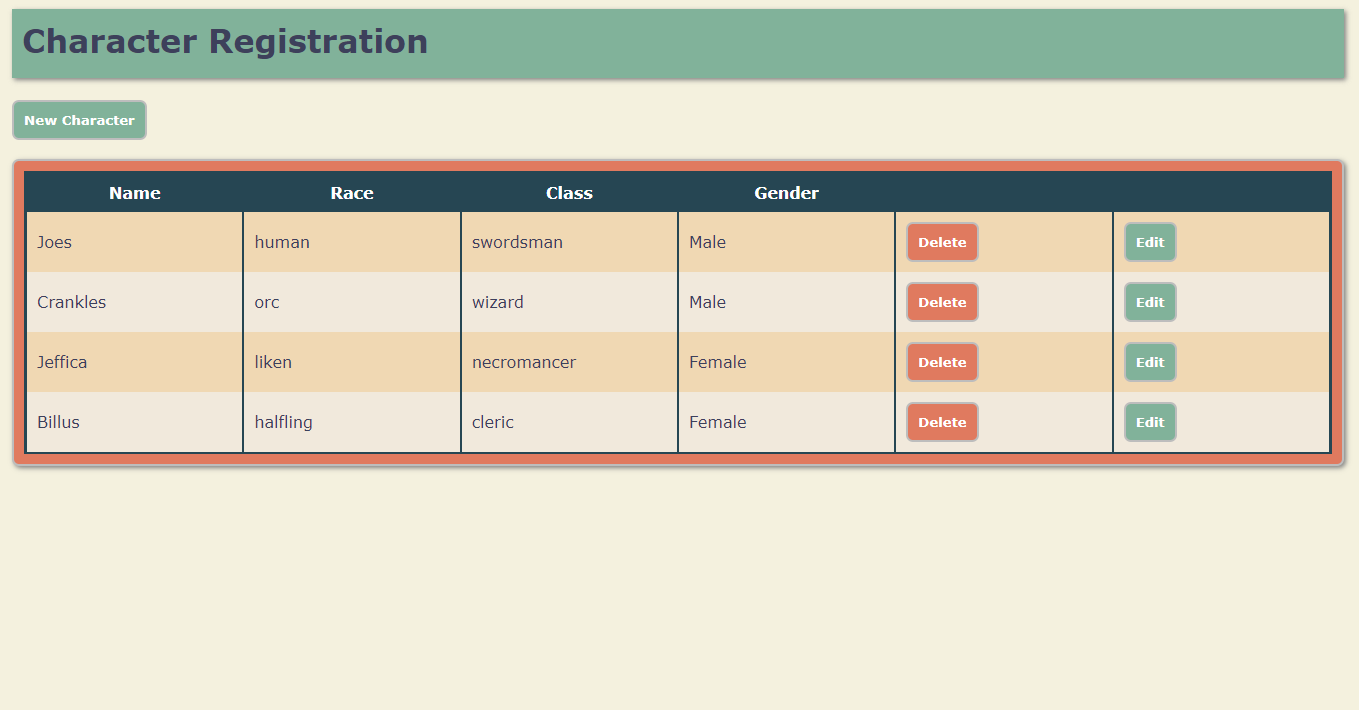 Character Registration
New Character
Name Race Class Gender
Joes human swordsman Male Delete Edit
Crankles orc wizard Male Delete Edit
Jeffica liken necromancer Female Delete Edit
Billus halfling cleric Female Delete Edit